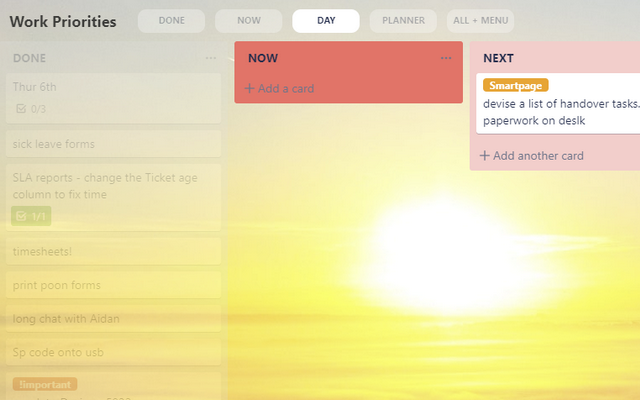 Work Priorities
DONE
NOW
DAY
PLANNER
ALL + MENU
DONE
Thur 6th
0/3
sick leave forms
SLA reports - change the Ticket age
column to fix time
1/1
timesheets!
print poon forms
long chat with Aidan
Sp code onto usb
!important
NOW
+ Add a card
NEXT
Smartpage
devise a list of handover tasks.
paperwork on deslk
+ Add another card